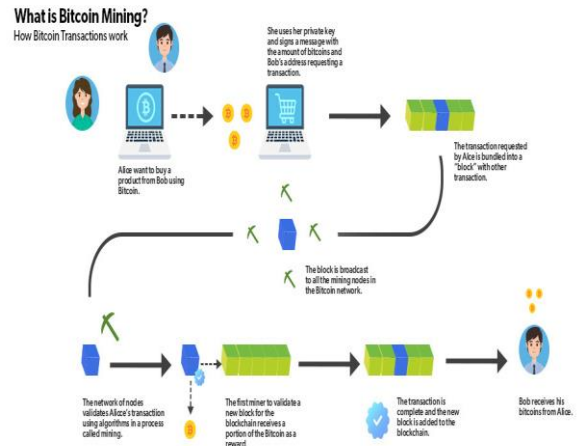 What is Bitcoin Mining?
How Bitcoin Transactions work
She uses her private key
and signs a message with
the amount of bitcoins and
Bob's address requesting a
transaction.
Alice want to buy a
product from Bob using
Bitcoin.
The transaction requested
by Alce is bundled into a
"block" with other
transaction.
The block is broadcast
to all the mining nodes in
the Bitcoin network.
The network of nodes
validates Alicce's transaction
using algorithms in a process
called mining.
The first miner to validate a
new block for the
blockchain receives a
portion of the Bitcoin as a
reward
The transaction is
complete and the new
block is added to the
blockchain.
Bob receives his
bitcoins from Alice.